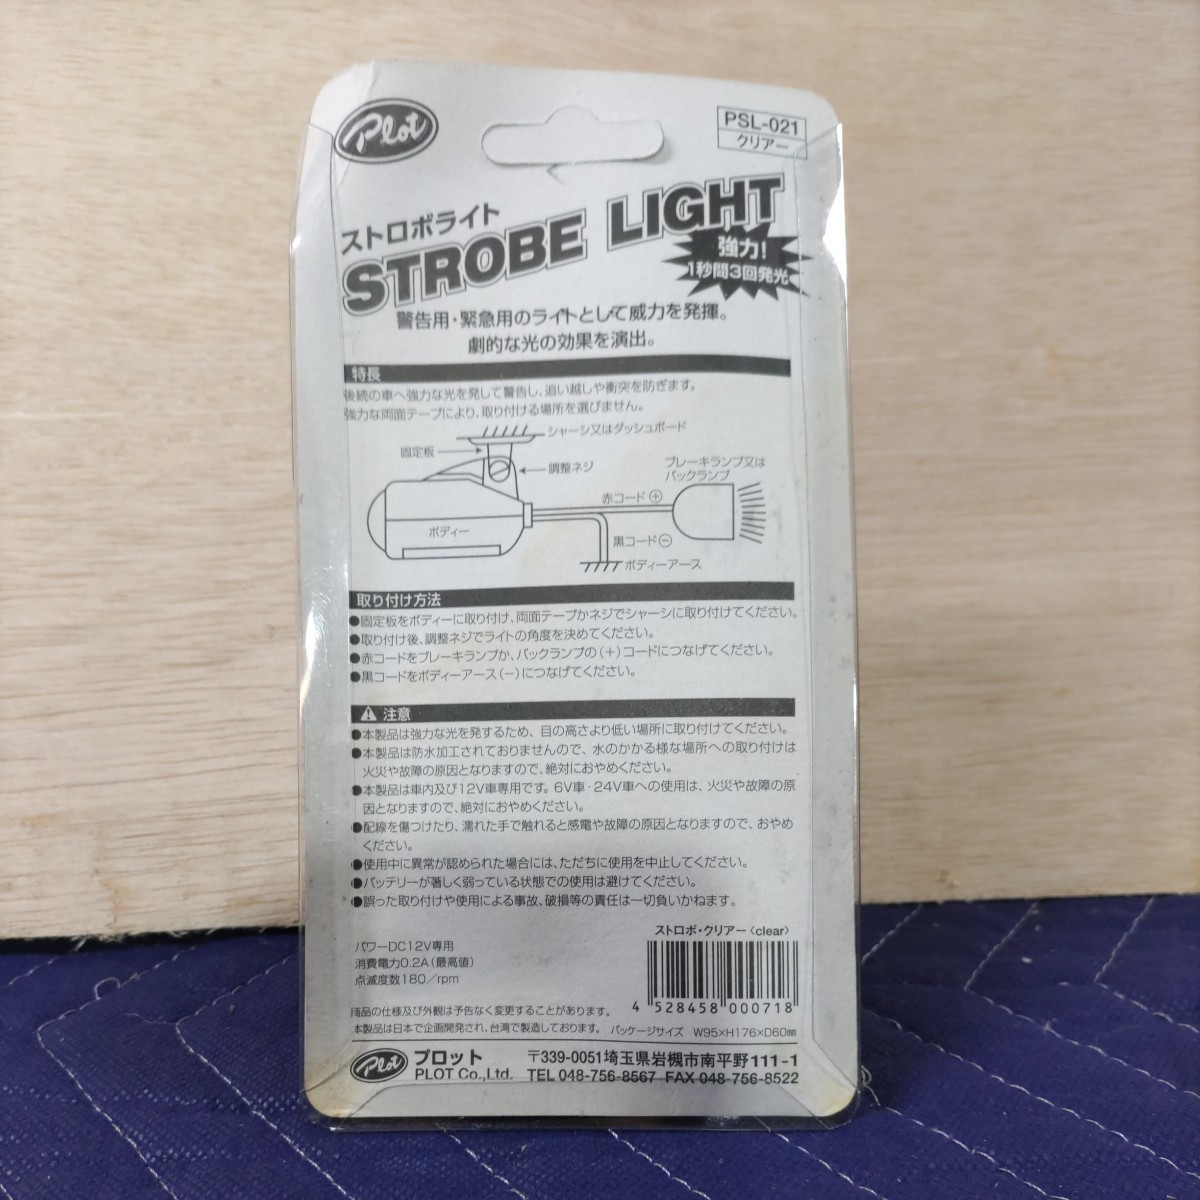 Plot
PSL-021
クリアー
ストロボライト
STROBE LIGHT
強力!
1秒間3回発光
警告用・緊急用のライトとして威力を発揮。
劇的な光の効果を演出。
特長
後続の車へ強力な光を発して警告し、追い越しや衝突を防ぎます。
強力な両面テープにより、取り付ける場所を選びません。
シャーシ又はダッシュボード
固定板
調整ネジ
ブレーキランプ又は
バックランプ
赤コード ⊕
ボディー
黒コード ⊖
ボディーアース
取り付け方法
●固定板をボディーに取り付け、両面テープかネジでシャーシに取り付けてください。
●取り付け後、調整ネジでライトの角度を決めてください。
●赤コードをブレーキランプか、バックランプの(+)コードにつなげてください。
●黒コードをボディーアース(−)につなげてください。
⚠ 注意
●本製品は強力な光を発するため、目の高さより低い場所に取り付けてください。
●本製品は防水加工されておりませんので、水のかかる様な場所への取り付けは
火災や故障の原因となりますので、絶対におやめください。
●本製品は車内及び12V車専用です。6V車・24V車への使用は、火災や故障の原
因となりますので、絶対におやめください。
●配線を傷つけたり、濡れた手で触れると感電や故障の原因となりますので、おやめ
ください。
●使用中に異常が認められた場合には、ただちに使用を中止してください。
●バッテリーが著しく弱っている状態での使用は避けてください。
●誤った取り付けや使用による事故、破損等の責任は一切負いかねます。
ストロボ・クリアー〈clear〉
パワーDC12V専用
消費電力0.2A(最高値)
点滅度数180/rpm
4 528458 000718
商品の仕様及び外観は予告なく変更することがあります。
本製品は日本で企画開発され、台湾で製造しております。 パッケージサイズ W95×H176×D60㎜
Plot プロット 〒339-0051埼玉県岩槻市南平野111-1
PLOT Co.,Ltd. TEL 048-756-8567 FAX 048-756-8522